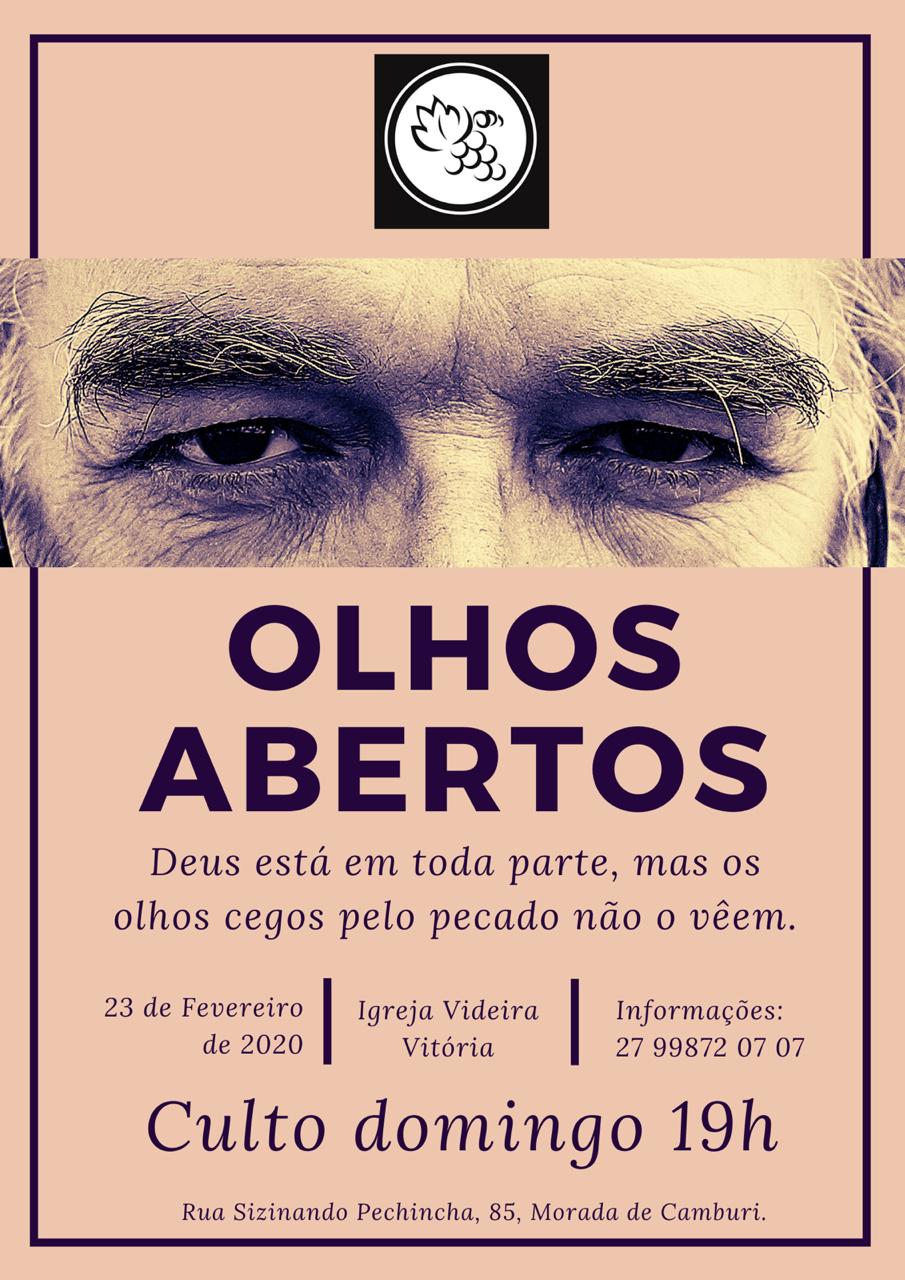 OLHOS
ABERTOS
Deus está em toda parte, mas os
olhos cegos pelo pecado não o vêem.
23 de Fevereiro
de 2020
Igreja Videira
Vitória
Informações:
27 99872 07 07
Culto domingo 19h
Rua Sizinando Pechincha, 85, Morada de Camburi.